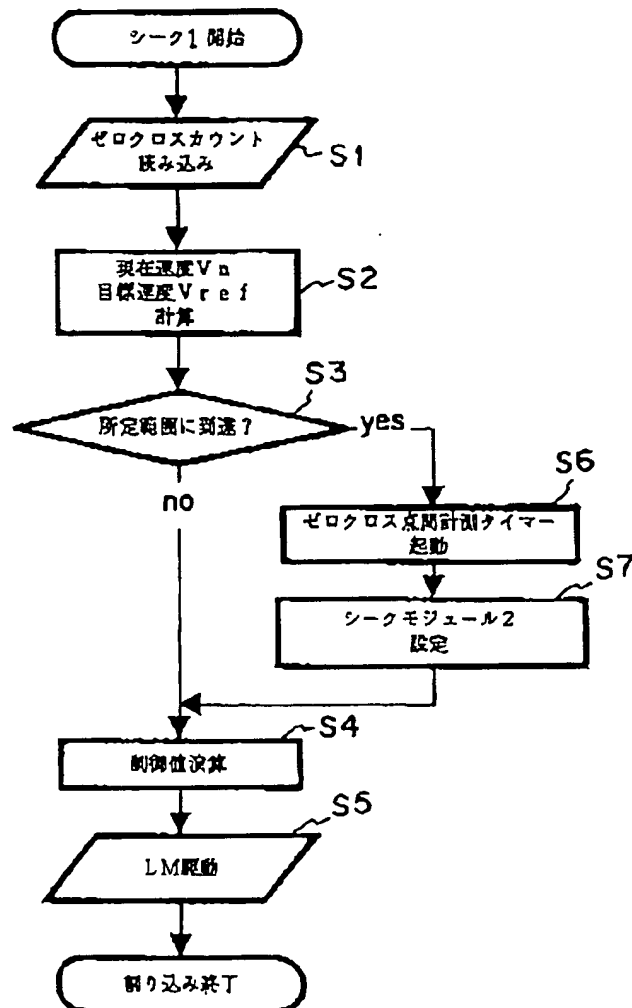 シーク1開始
ゼロクロスカウント
読み込み
S1
現在速度Vn
目標速度Vref
計算
S2
所定範囲に到達？
S3
yes
no
ゼロクロス点間計測タイマー
起動
S6
シークモジュール2
設定
S7
制御値演算
S4
LM駆動
S5
割り込み終了